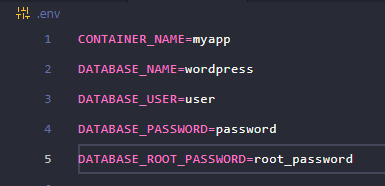 .env
1 CONTAINER_NAME=myapp
2 DATABASE_NAME=wordpress
3 DATABASE_USER=user
4 DATABASE_PASSWORD=password
5 DATABASE_ROOT_PASSWORD=root_password